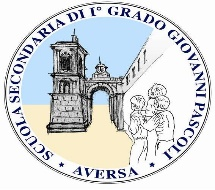 SCUOLA SECONDARIA DI I° GRADO GIOVANNI PASCOLI
* AVERSA *